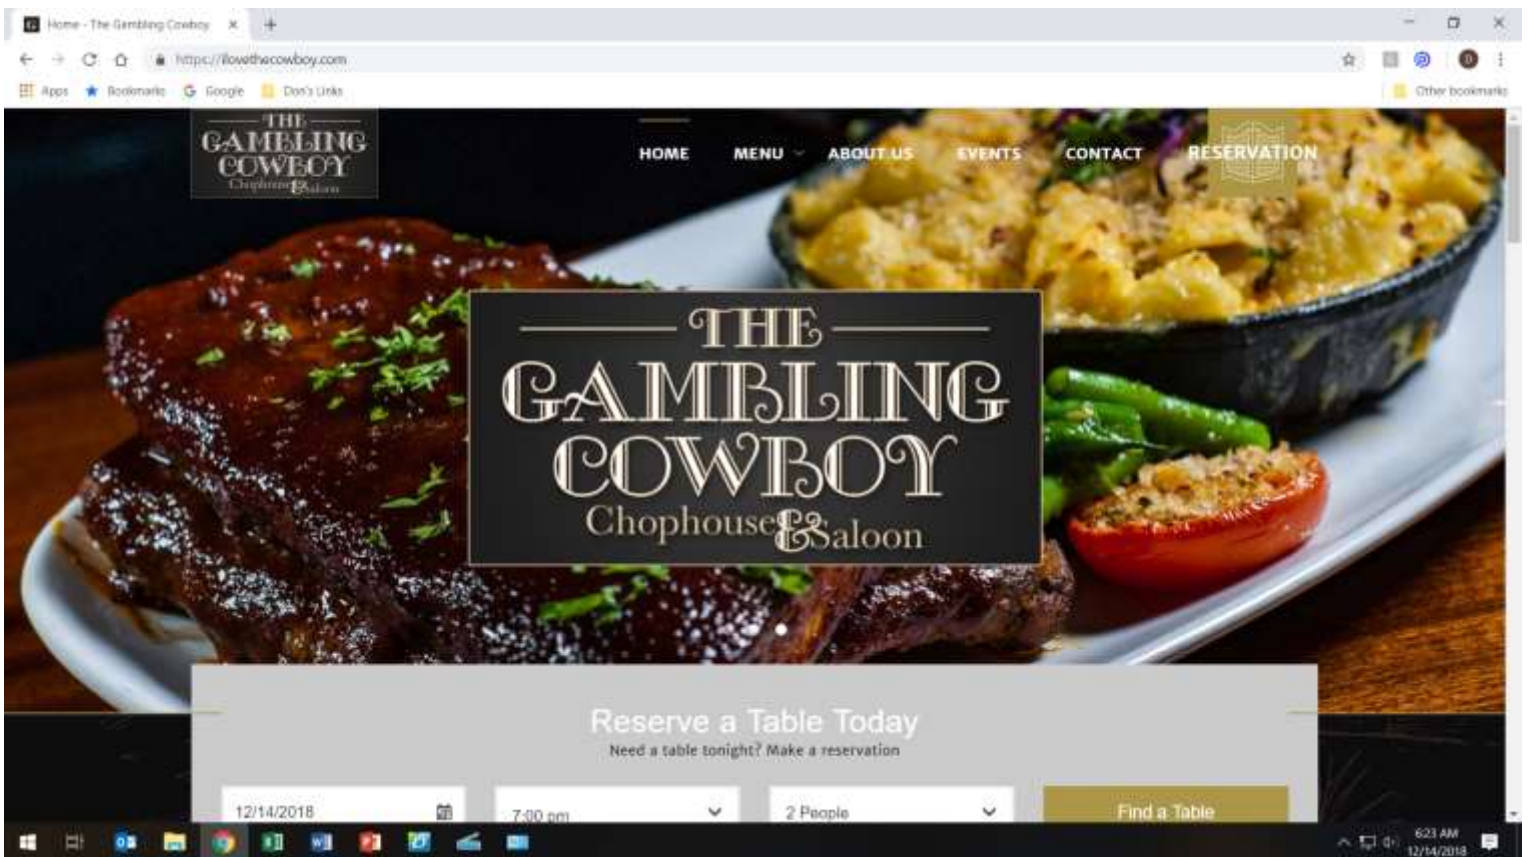 Home - The Gambling Cowboy
https://ilovethecowboy.com
Apps Bookmarks Google Don's Links Other bookmarks
THE
GAMBLING
COWBOY
Chophouse & Saloon
HOME MENU ABOUT US EVENTS CONTACT RESERVATION
THE
GAMBLING
COWBOY
Chophouse & Saloon
Reserve a Table Today
Need a table tonight? Make a reservation
12/14/2018 7:00 pm 2 People Find a Table
6:23 AM
12/14/2018